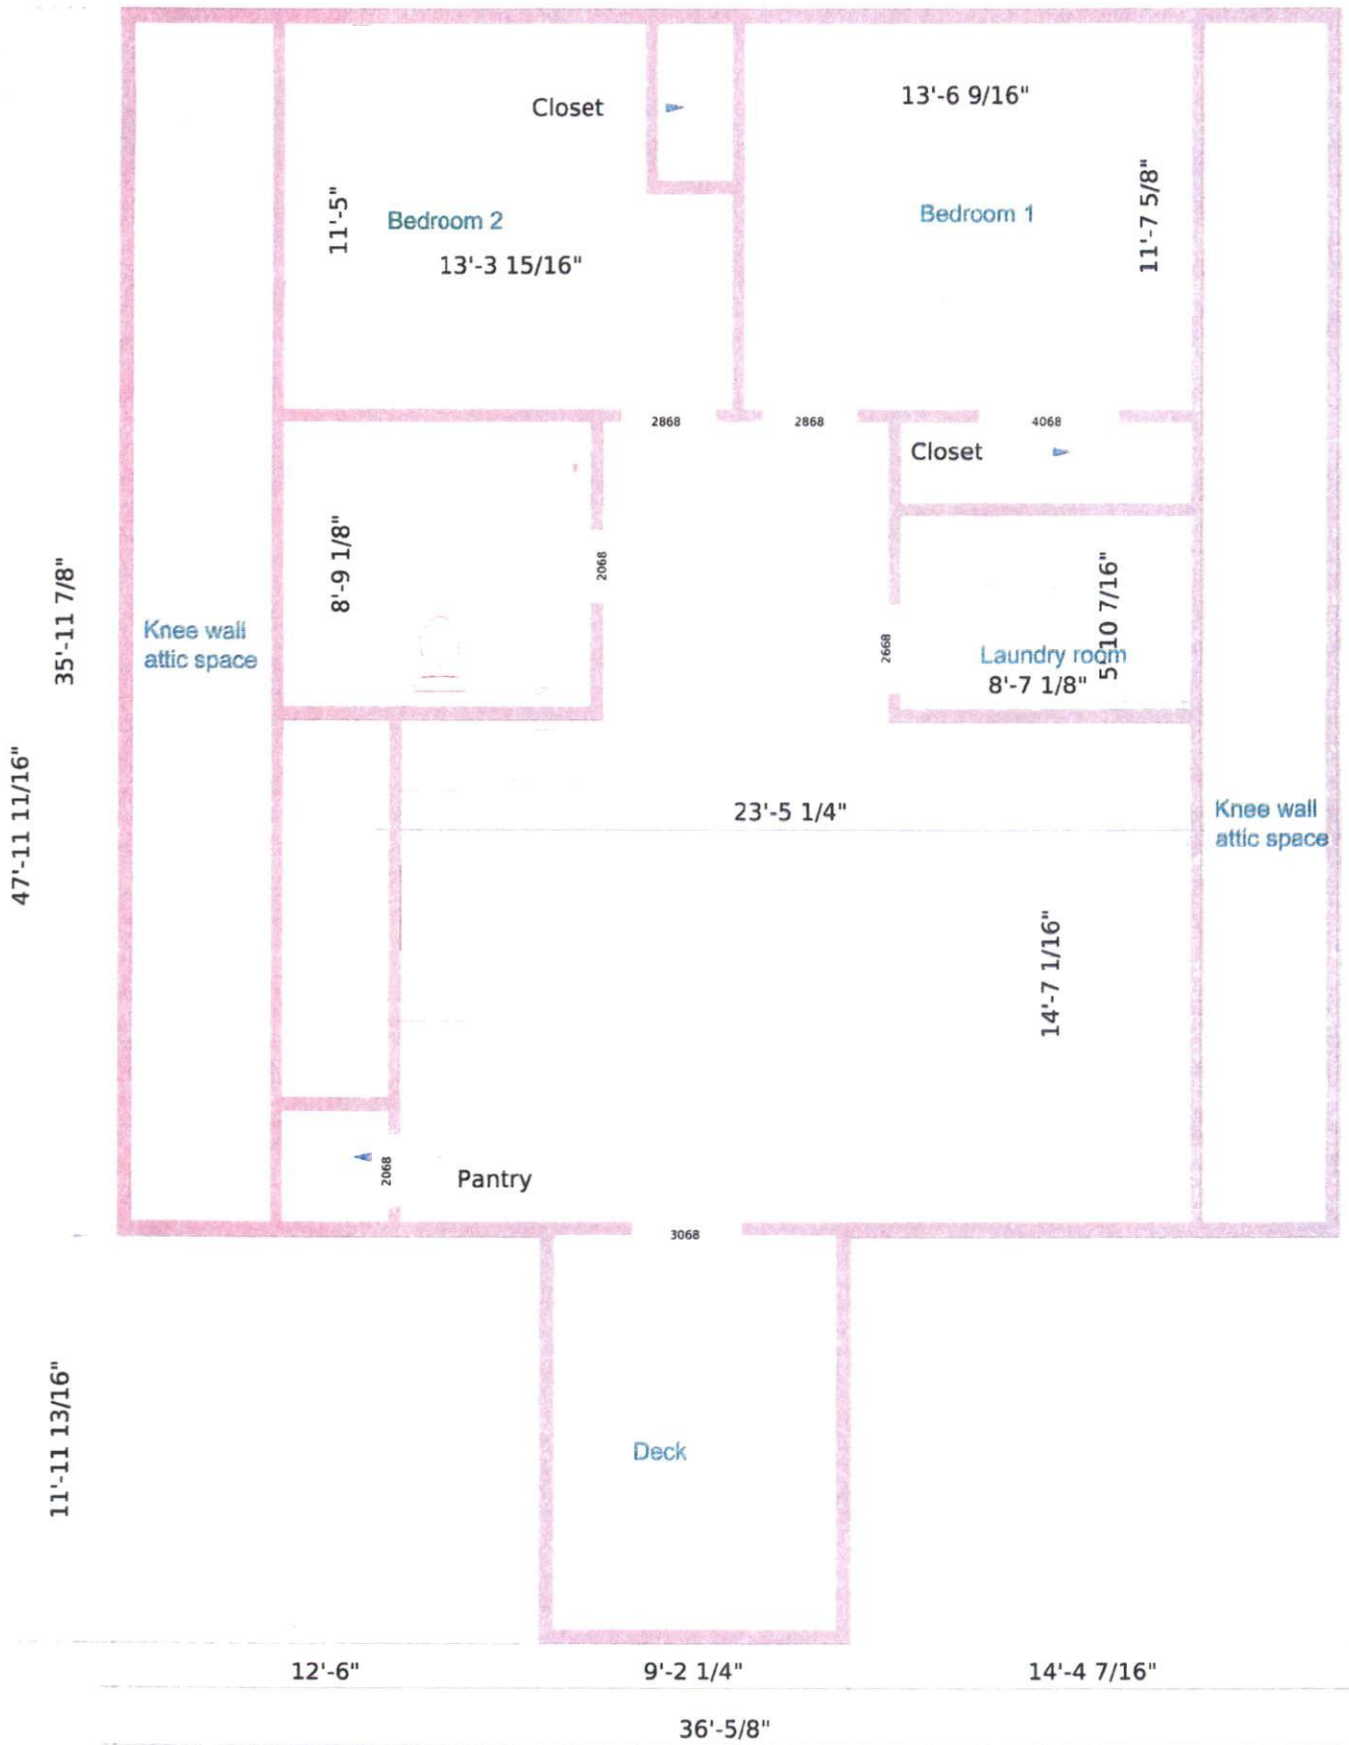 13'-6 9/16"
Closet
11'-5"
11'-7 5/8"
Bedroom 2
Bedroom 1
13'-3 15/16"
2868
2868
4068
Closet
8'-9 1/8"
2068
35'-11 7/8"
5'-10 7/16"
Knee wall
attic space
2668
Laundry room
8'-7 1/8"
47'-11 11/16"
23'-5 1/4"
Knee wall
attic space
14'-7 1/16"
2068
Pantry
3068
11'-11 13/16"
Deck
12'-6"
9'-2 1/4"
14'-4 7/16"
36'-5/8"